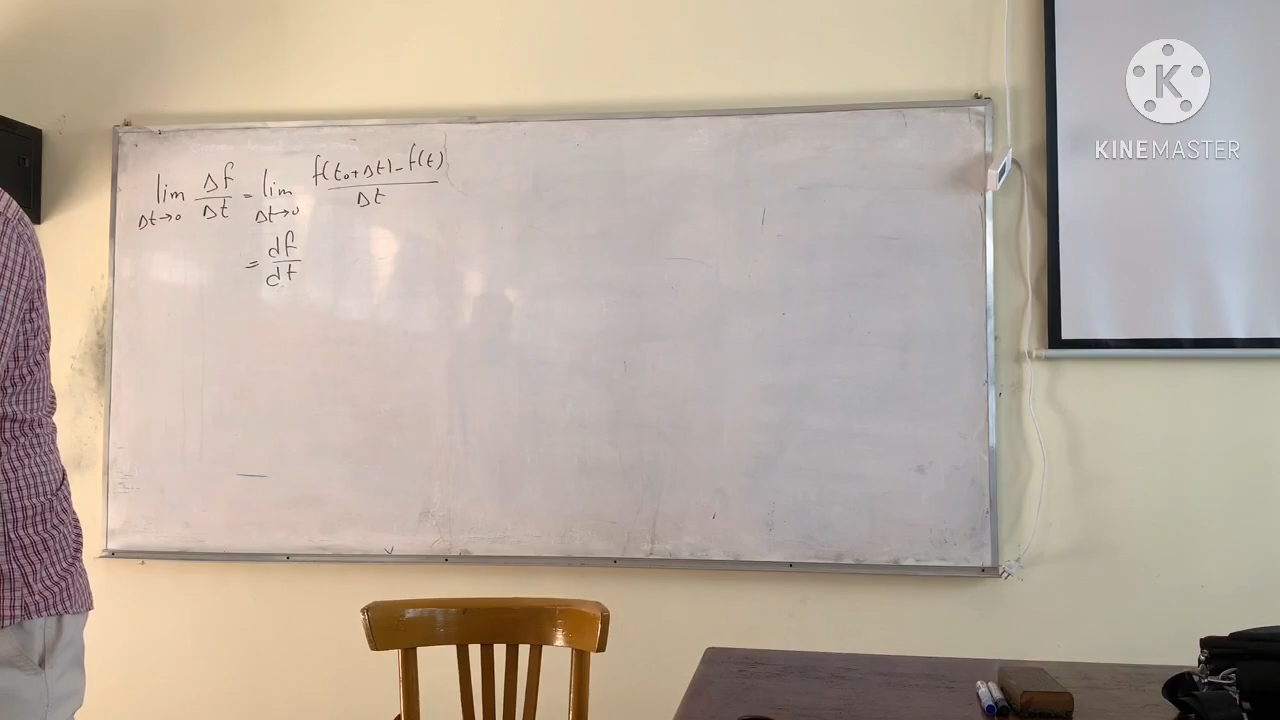 lim Δt→0 Δf/Δt = lim Δt→0 f(t₀+Δt)-f(t)/Δt
= df/dt
K
KINEMASTER